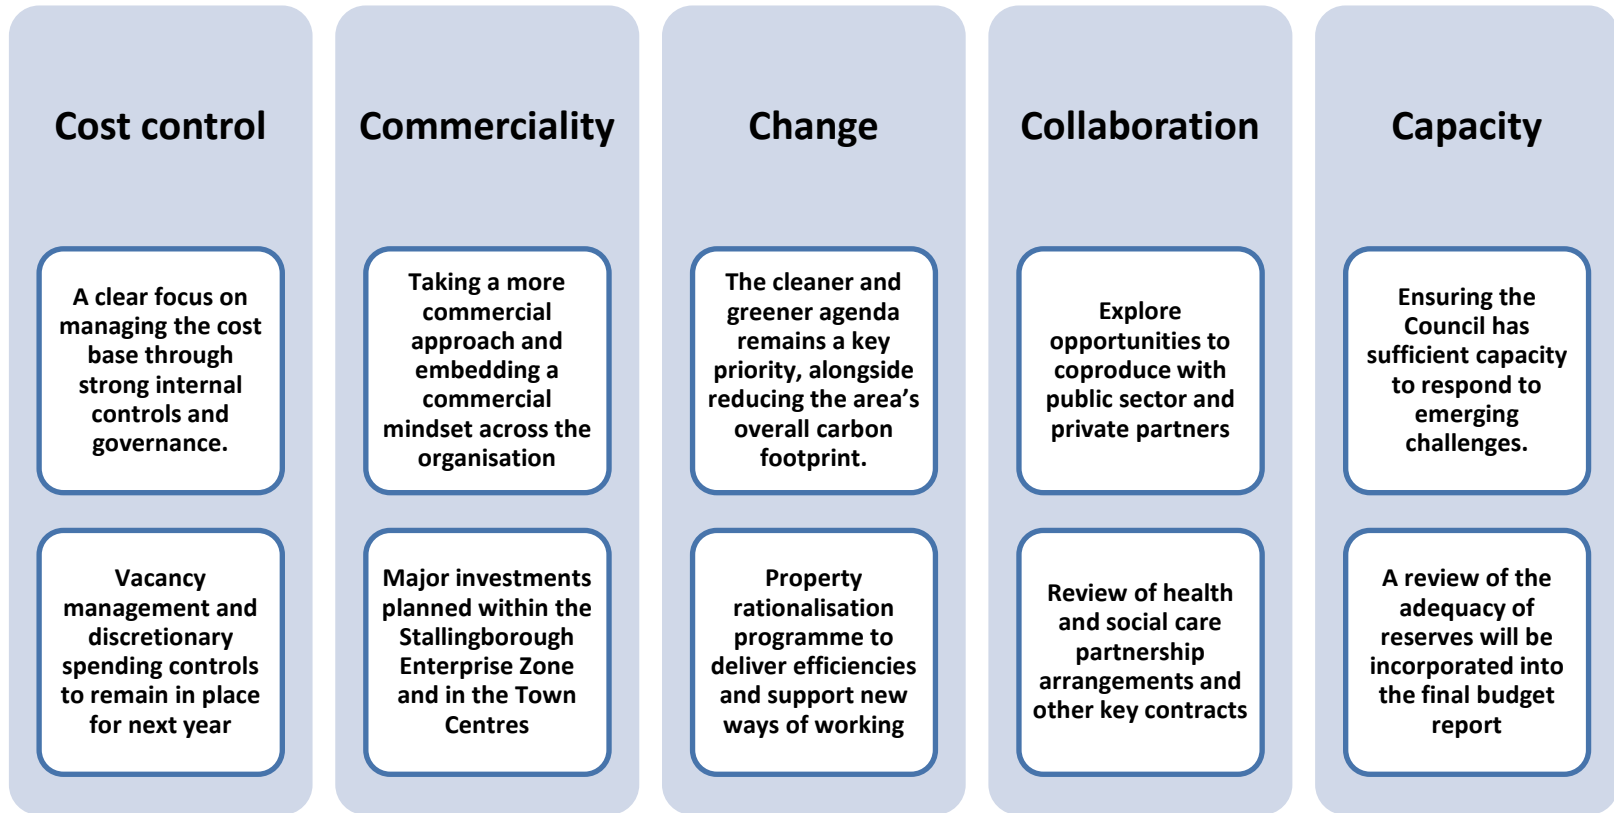 Cost control
A clear focus on
managing the cost
base through
strong internal
controls and
governance.
Vacancy
management and
discretionary
spending controls
to remain in place
for next year
Commerciality
Taking a more
commercial
approach and
embedding a
commercial
mindset across the
organisation
Major investments
planned within the
Stallingborough
Enterprise Zone
and in the Town
Centres
Change
The cleaner and
greener agenda
remains a key
priority, alongside
reducing the area’s
overall carbon
footprint.
Property
rationalisation
programme to
deliver efficiencies
and support new
ways of working
Collaboration
Explore
opportunities to
coproduce with
public sector and
private partners
Review of health
and social care
partnership
arrangements and
other key contracts
Capacity
Ensuring the
Council has
sufficient capacity
to respond to
emerging
challenges.
A review of the
adequacy of
reserves will be
incorporated into
the final budget
report